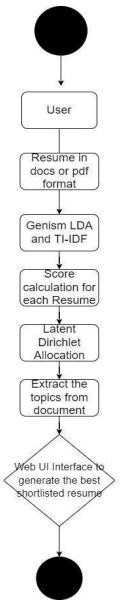 User
Resume in
docs or pdf
format
Genism LDA
and TI-IDF
Score
calculation for
each Resume
Latent
Dirichlet
Allocation
Extract the
topics from
document
Web UI Interface to
generate the best
shortlisted resume